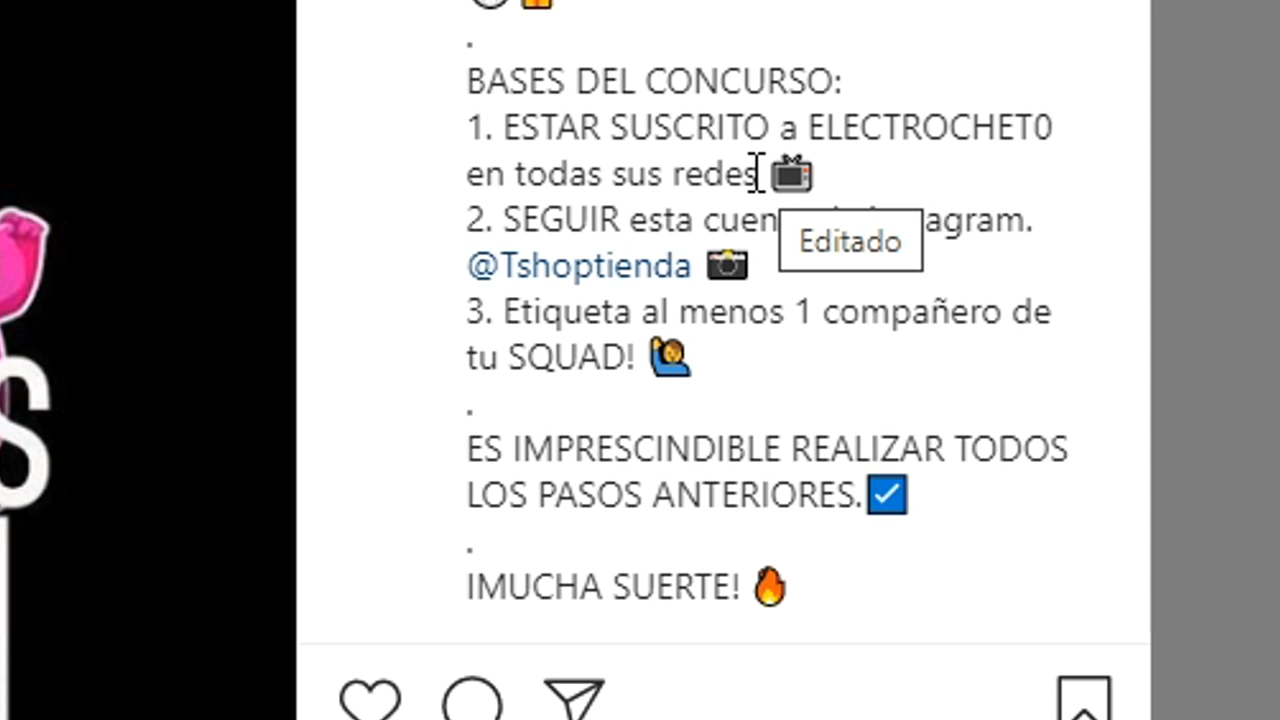 .
BASES DEL CONCURSO:
1. ESTAR SUSCRITO a ELECTROCHET0
en todas sus redes 📺
2. SEGUIR esta cuen agram.
Editado
@Tshoptienda 📸
3. Etiqueta al menos 1 compañero de
tu SQUAD! 🙋‍♂️
S
.
ES IMPRESCINDIBLE REALIZAR TODOS
LOS PASOS ANTERIORES.☑️
.
IMUCHA SUERTE! 🔥